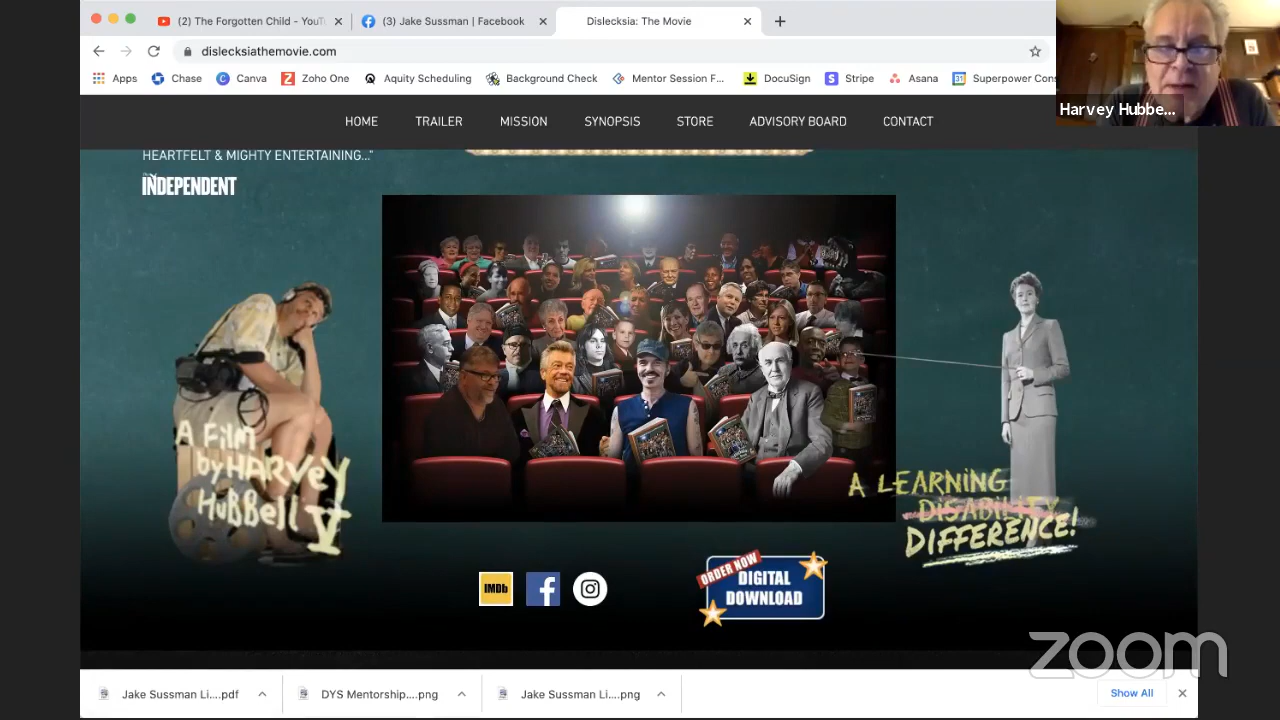 (2) The Forgotten Child - YouT
(3) Jake Sussman | Facebook
Dislecksia: The Movie
dislecksiathemovie.com
Apps
Chase
Canva
Zoho One
Aquity Scheduling
Background Check
Mentor Session F...
DocuSign
Stripe
Asana
Superpower Cons
Harvey Hubbe...
HOME
TRAILER
MISSION
SYNOPSIS
STORE
ADVISORY BOARD
CONTACT
HEARTFELT & MIGHTY ENTERTAINING..."
INDEPENDENT
A FiLM
by HARVEY
HuBBell
V
A LEARNiNG
DiSABiLiTY
DiFFERENCE!
IMDb
f
ORDER NOW
DIGITAL
DOWNLOAD
zoom
Jake Sussman Li....pdf
DYS Mentorship....png
Jake Sussman Li....png
Show All